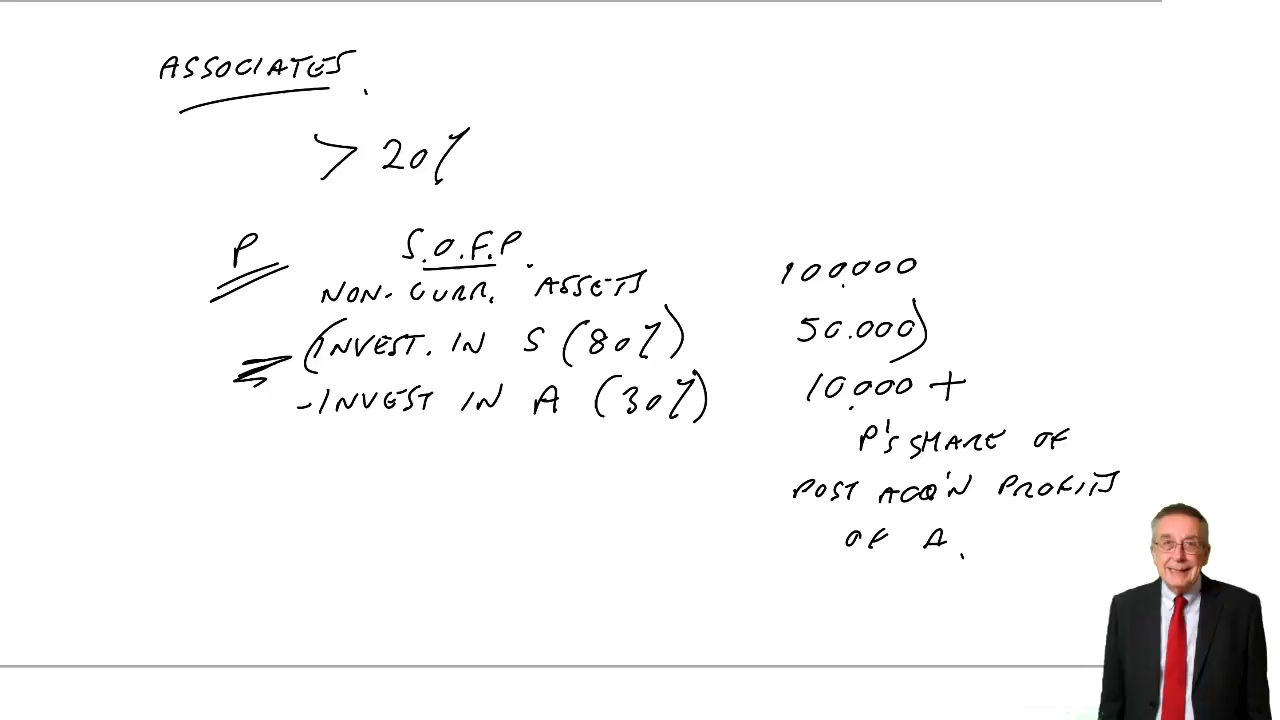 ASSOCIATES.
> 20%
P S.O.F.P.
NON-CURR. ASSETS 100,000
(INVEST. IN S (80%) 50.000)
- INVEST IN A (30%) 10,000 +
P'S SHARE OF
POST ACQ'N PROFITS
OF A.